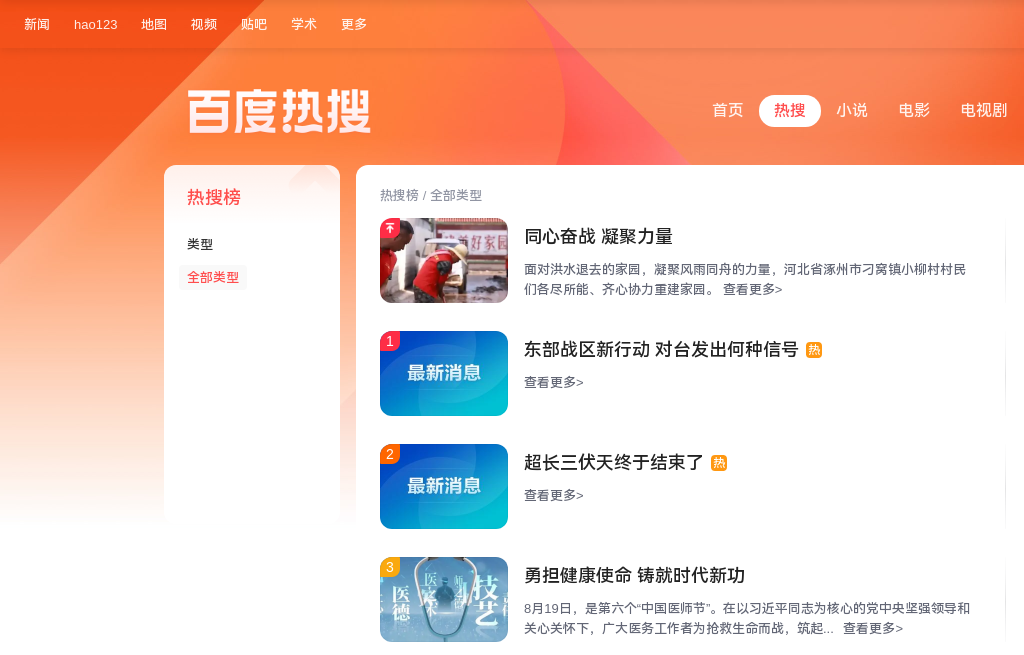 新闻 hao123 地图 视频 贴吧 学术 更多
百度热搜
首页 热搜 小说 电影 电视剧
热搜榜
类型
全部类型
热搜榜 / 全部类型
建美好家园
同心奋战 凝聚力量
面对洪水退去的家园，凝聚风雨同舟的力量，河北省涿州市刁窝镇小柳村村民
们各尽所能、齐心协力重建家园。 查看更多>
1
最新消息
东部战区新行动 对台发出何种信号 热
查看更多>
2
最新消息
超长三伏天终于结束了 热
查看更多>
3
医德
技艺
勇担健康使命 铸就时代新功
8月19日，是第六个“中国医师节”。在以习近平同志为核心的党中央坚强领导和
关心关怀下，广大医务工作者为抢救生命而战，筑起... 查看更多>